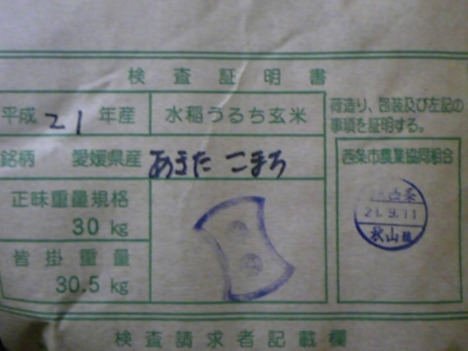 検査証明書
平成21年産
水稲うるち玄米
荷造り、包装及び左記の
事項を証明する。
銘柄 愛媛県産 あきたこまち
西条市農業協同組合
正味重量規格
30 kg
皆掛重量
30.5 kg
21.9.11
検査請求者記載欄